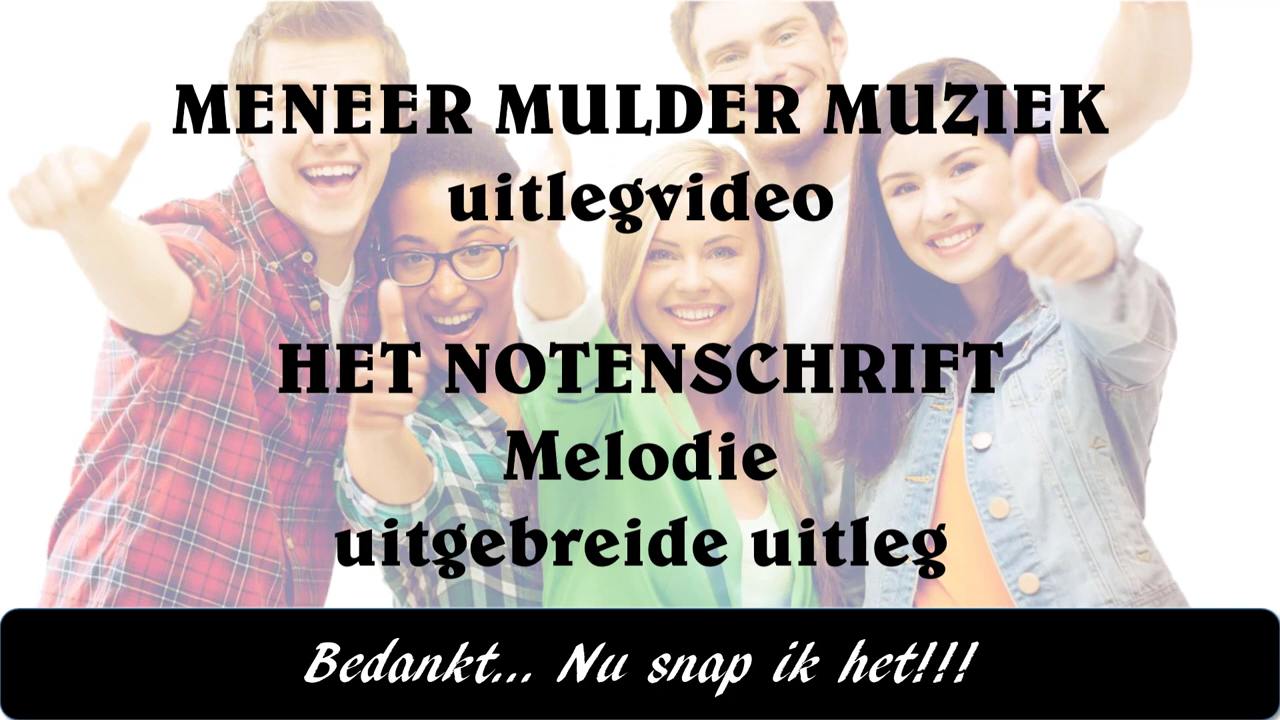 MENEER MULDER MUZIEK
uitlegvideo
HET NOTENSCHRIFT
Melodie
uitgebreide uitleg
Bedankt... Nu snap ik het!!!